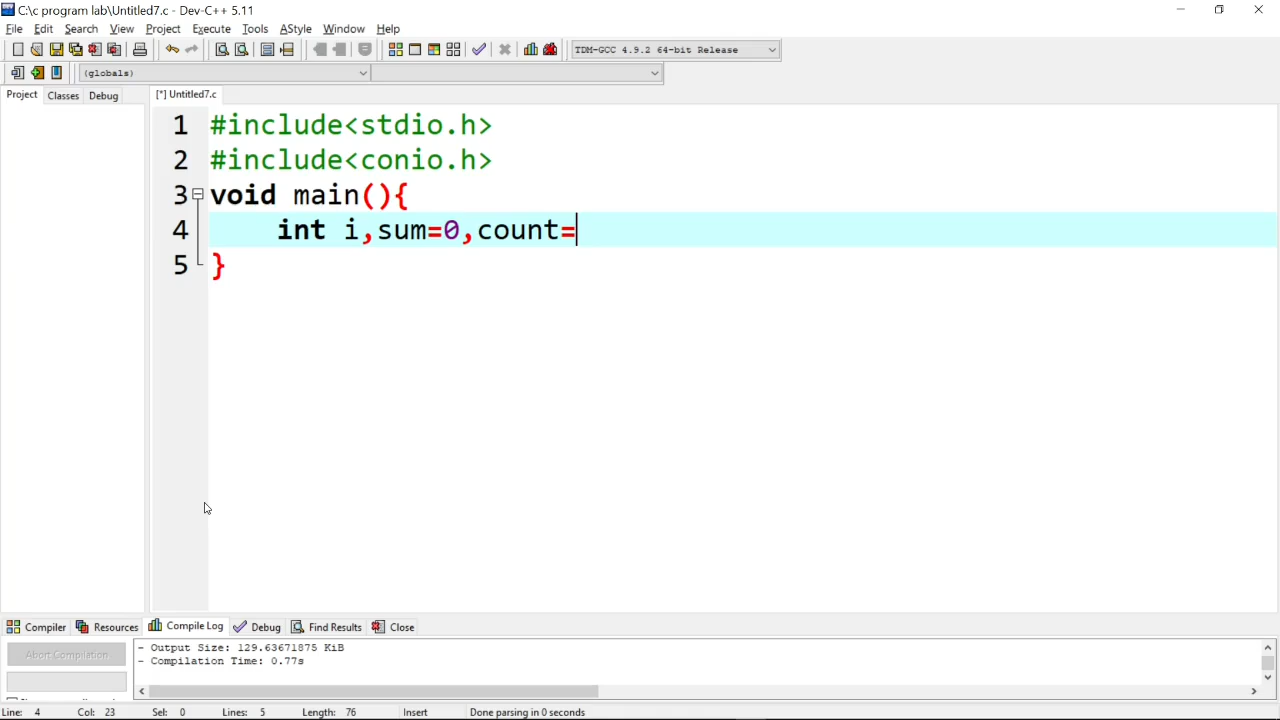 C:\c program lab\Untitled7.c - Dev-C++ 5.11
File Edit Search View Project Execute Tools AStyle Window Help
TDM-GCC 4.9.2 64-bit Release
(globals)
Project Classes Debug [*] Untitled7.c
1 #include<stdio.h>
2 #include<conio.h>
3 void main(){
4 int i,sum=0,count=
5 }
Compiler Resources Compile Log Debug Find Results Close
Abort Compilation
- Output Size: 129.63671875 KiB
- Compilation Time: 0.77s
Line: 4 Col: 23 Sel: 0 Lines: 5 Length: 76 Insert Done parsing in 0 seconds